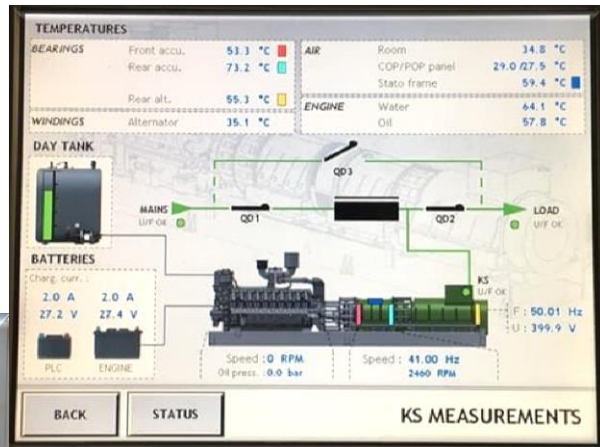 TEMPERATURES
BEARINGS Front accu. 53.3 °C
Rear accu. 73.2 °C
Rear alt. 55.3 °C
WINDINGS Alternator 35.1 °C
AIR Room 34.8 °C
COP/POP panel 29.0/27.5 °C
Stato frame 59.4 °C
ENGINE Water 64.1 °C
Oil 57.8 °C
DAY TANK
QD3
MAINS
U/F OK
QD1
QD2
LOAD
U/F OK
BATTERIES
Charg. curr. :
2.0 A 2.0 A
27.2 V 27.4 V
PLC ENGINE
KS
U/F OK
F : 50.01 Hz
U : 399.9 V
Speed : 0 RPM
Oil press. : 0.0 bar
Speed : 41.00 Hz
2460 RPM
BACK STATUS KS MEASUREMENTS